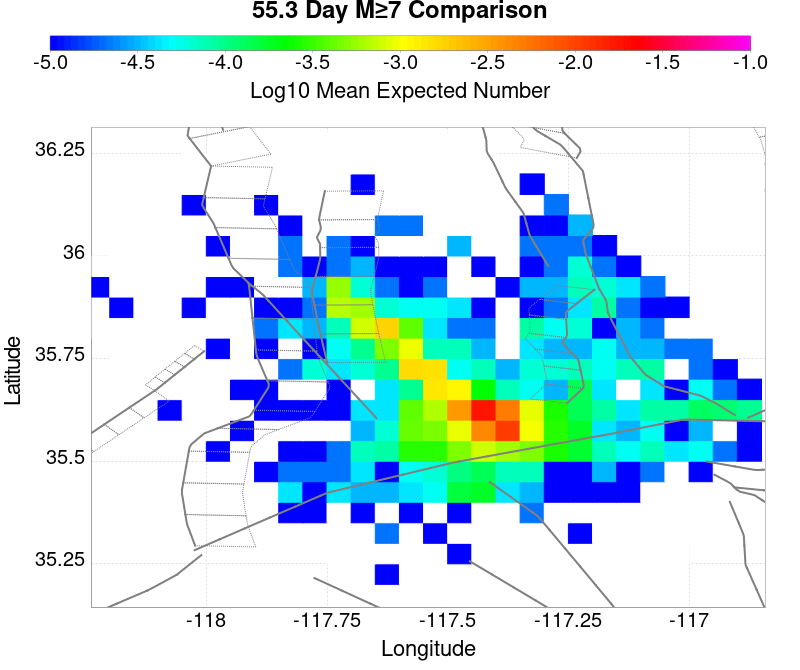 55.3 Day M≥7 Comparison
-5.0 -4.5 -4.0 -3.5 -3.0 -2.5 -2.0 -1.5 -1.0
Log10 Mean Expected Number
36.25
36
35.75
35.5
35.25
Latitude
-118 -117.75 -117.5 -117.25 -117
Longitude